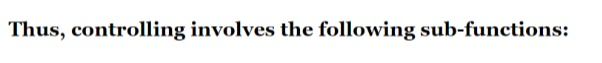 Thus, controlling involves the following sub-functions: